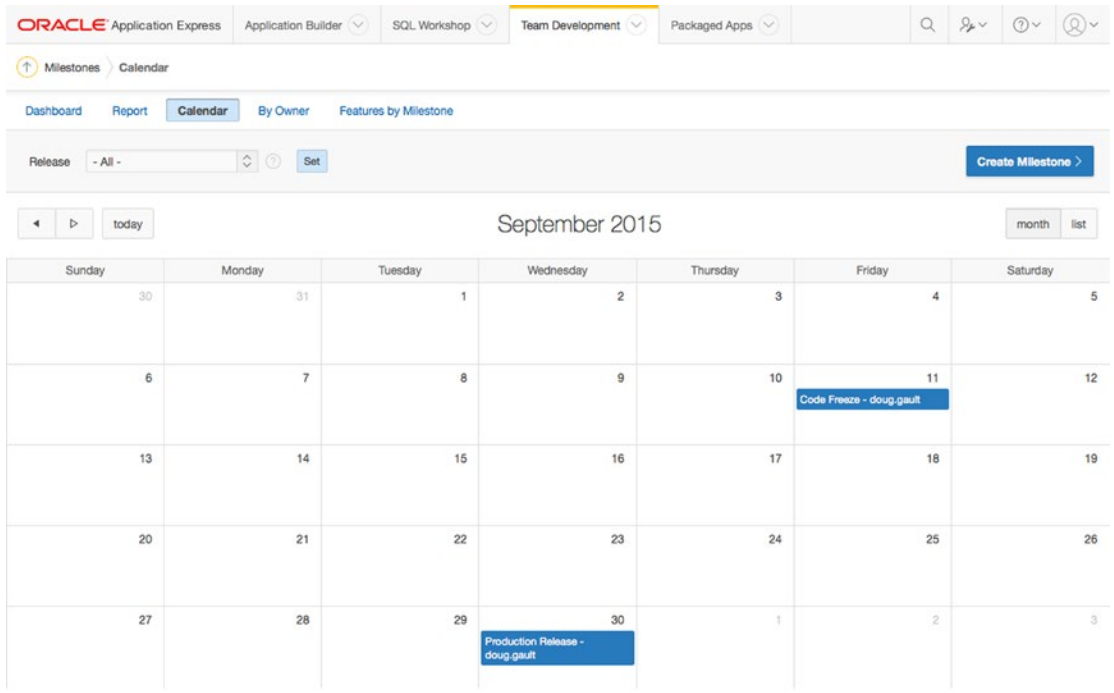 ORACLE Application Express Application Builder SQL Workshop Team Development Packaged Apps
Milestones Calendar
Dashboard Report Calendar By Owner Features by Milestone
Release - All - ? Set Create Milestone >
today September 2015 month list
Sunday Monday Tuesday Wednesday Thursday Friday Saturday
30 31 1 2 3 4 5
6 7 8 9 10 11 12
Code Freeze - doug.gault
13 14 15 16 17 18 19
20 21 22 23 24 25 26
27 28 29 30 1 2 3
Production Release -
doug.gault